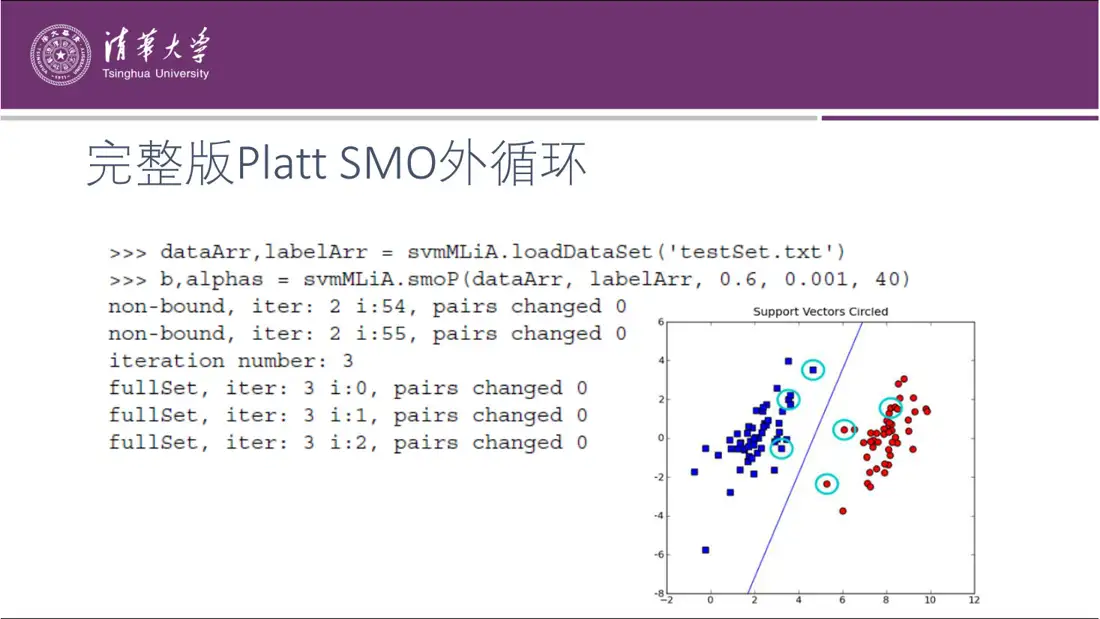 清华大学
Tsinghua University
完整版Platt SMO外循环
>>> dataArr,labelArr = svmMLiA.loadDataSet('testSet.txt')
>>> b,alphas = svmMLiA.smoP(dataArr, labelArr, 0.6, 0.001, 40)
non-bound, iter: 2 i:54, pairs changed 0
non-bound, iter: 2 i:55, pairs changed 0
iteration number: 3
fullSet, iter: 3 i:0, pairs changed 0
fullSet, iter: 3 i:1, pairs changed 0
fullSet, iter: 3 i:2, pairs changed 0
Support Vectors Circled
6
4
2
0
-2
-4
-6
-8
−2 0 2 4 6 8 10 12